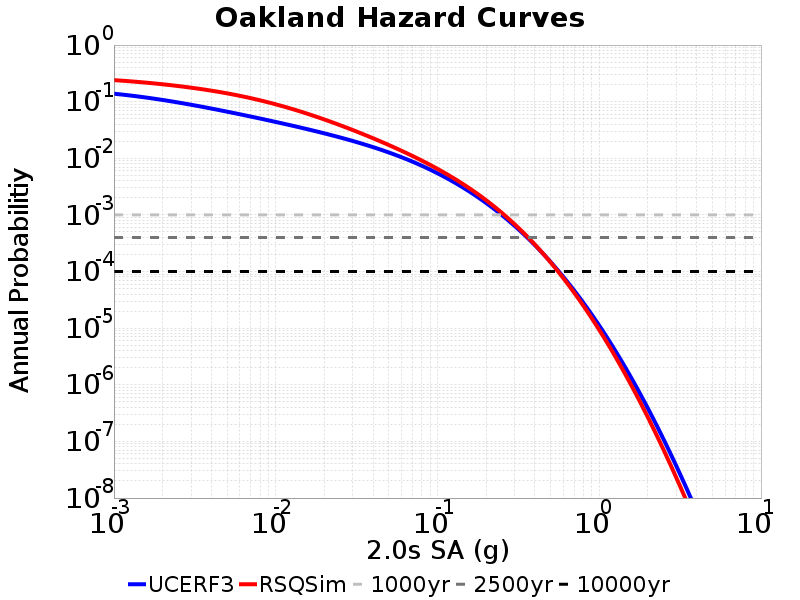 Oakland Hazard Curves
Annual Probabilitiy
10^0
10^-1
10^-2
10^-3
10^-4
10^-5
10^-6
10^-7
10^-8
10^-3 10^-2 10^-1 10^0 10^1
2.0s SA (g)
UCERF3 RSQSim 1000yr 2500yr 10000yr